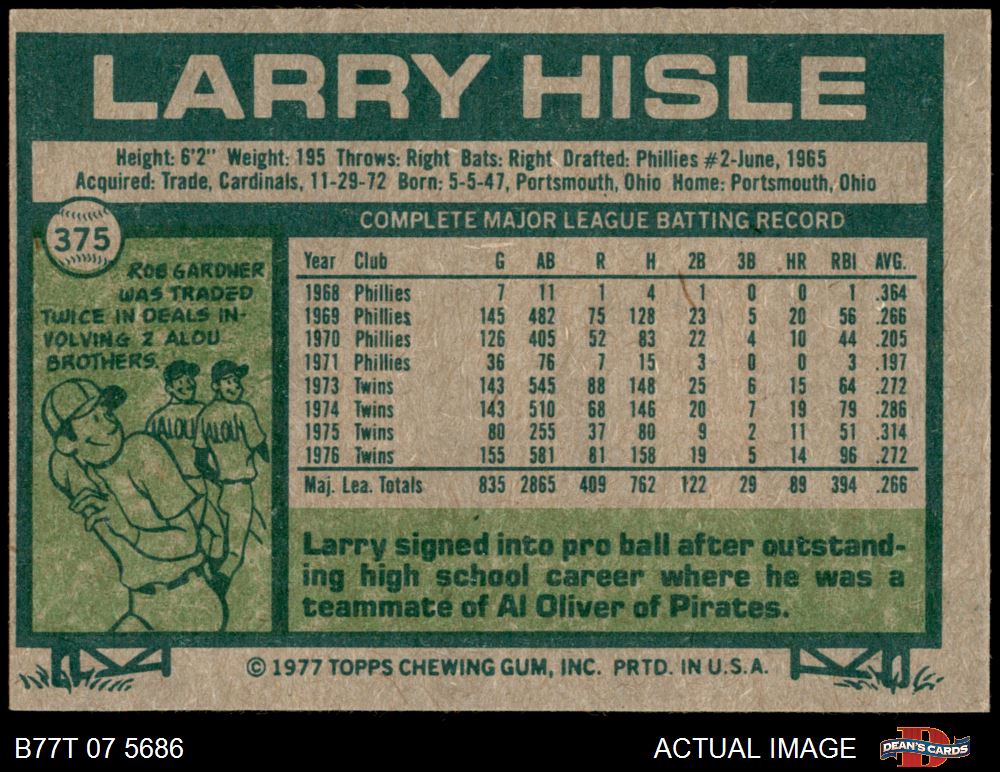 LARRY HISLE
Height: 6'2" Weight: 195 Throws: Right Bats: Right Drafted: Phillies #2-June, 1965
Acquired: Trade, Cardinals, 11-29-72 Born: 5-5-47, Portsmouth, Ohio Home: Portsmouth, Ohio
375
ROB GARDNER
WAS TRADED
TWICE IN DEALS IN-
VOLVING 2 ALOU
BROTHERS.
ALOU ALOU
COMPLETE MAJOR LEAGUE BATTING RECORD
Year Club G AB R H 2B 3B HR RBI AVG.
1968 Phillies 7 11 1 4 1 0 0 1 .364
1969 Phillies 145 482 75 128 23 5 20 56 .266
1970 Phillies 126 405 52 83 22 4 10 44 .205
1971 Phillies 36 76 7 15 3 0 0 3 .197
1973 Twins 143 545 88 148 25 6 15 64 .272
1974 Twins 143 510 68 146 20 7 19 79 .286
1975 Twins 80 255 37 80 9 2 11 51 .314
1976 Twins 155 581 81 158 19 5 14 96 .272
Maj. Lea. Totals 835 2865 409 762 122 29 89 394 .266
Larry signed into pro ball after outstand-
ing high school career where he was a
teammate of Al Oliver of Pirates.
© 1977 TOPPS CHEWING GUM, INC. PRTD. IN U.S.A.
B77T 07 5686
ACTUAL IMAGE
D
DEAN'S CARDS